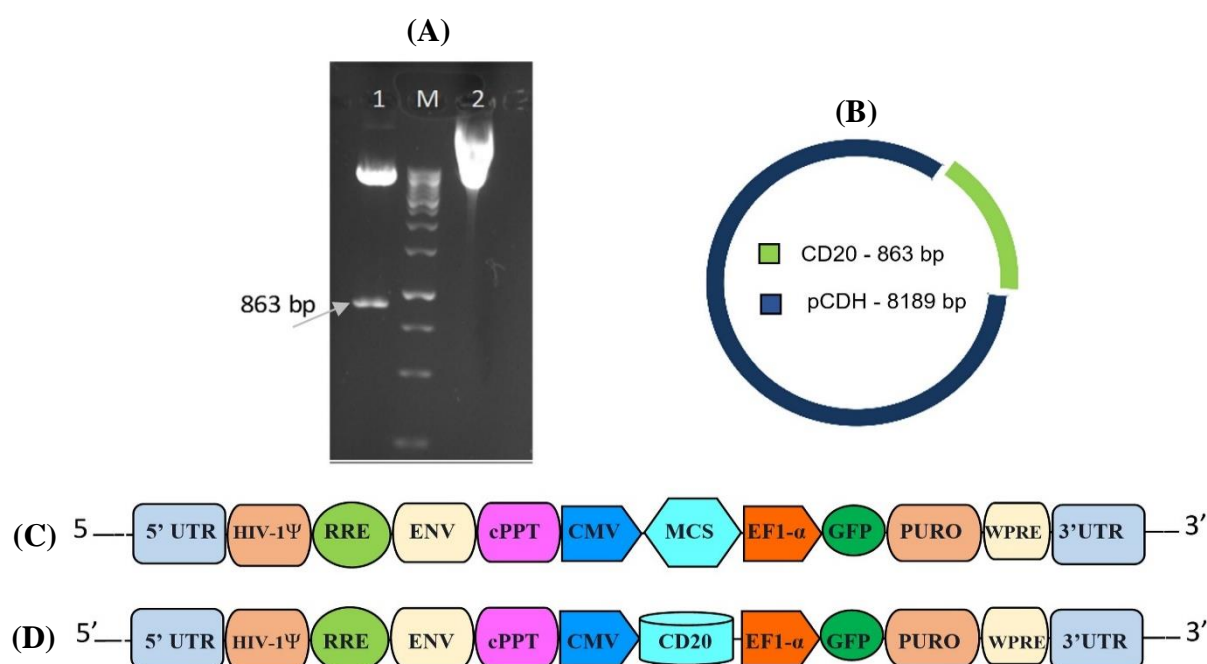 (A)
1 M 2
863 bp
(B)
CD20 - 863 bp
pCDH - 8189 bp
(C) 5 5' UTR HIV-1Ψ RRE ENV cPPT CMV MCS EF1-α GFP PURO WPRE 3'UTR 3'
(D) 5' 5' UTR HIV-1Ψ RRE ENV cPPT CMV CD20 EF1-α GFP PURO WPRE 3'UTR 3'